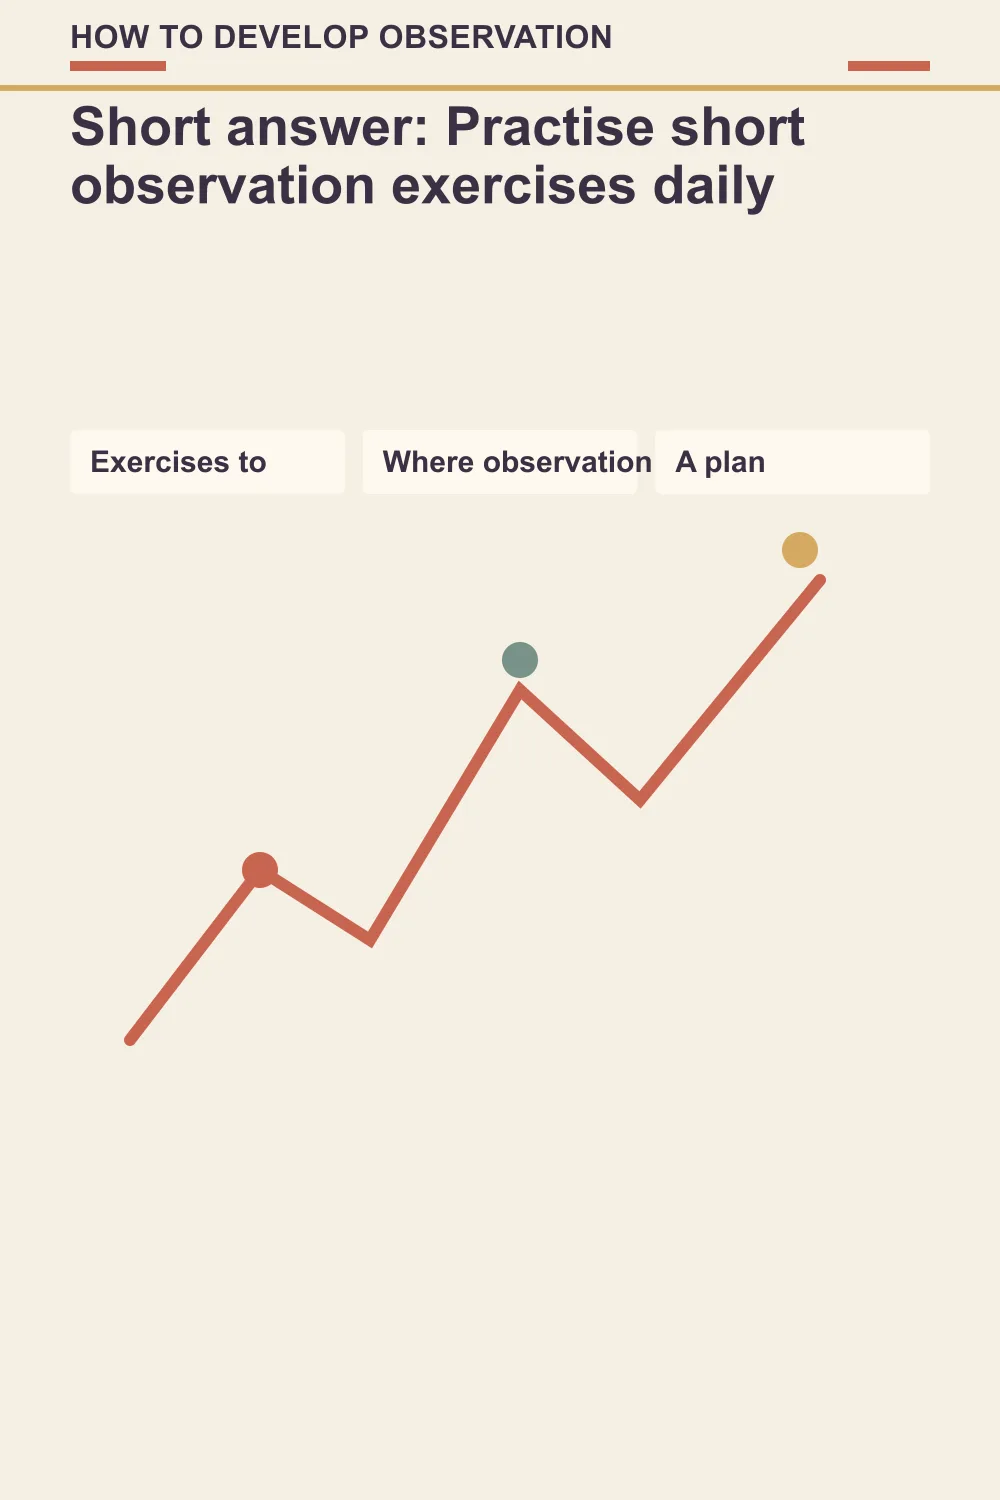 HOW TO DEVELOP OBSERVATION
Short answer: Practise short
observation exercises daily
Exercises to
Where observation
A plan